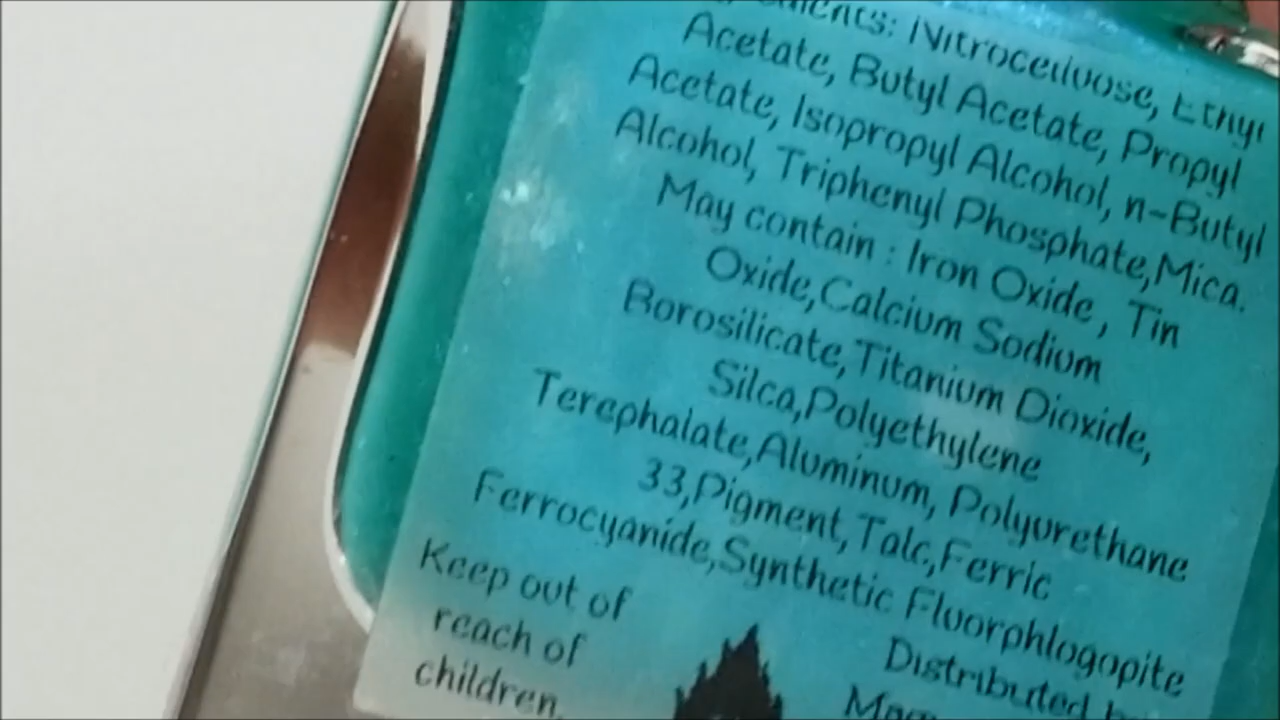 Nitrocellulose, Ethyl
Acetate, Butyl Acetate, Propyl
Acetate, Isopropyl Alcohol, n-Butyl
Alcohol, Triphenyl Phosphate,Mica.
May contain : Iron Oxide , Tin
Oxide,Calcium Sodium
Borosilicate,Titanium Dioxide,
Silca,Polyethylene
Terephalate,Aluminum, Polyurethane
33,Pigment,Talc,Ferric
Ferrocyanide,Synthetic Fluorphlogopite
Keep out of
reach of
children.
Distributed